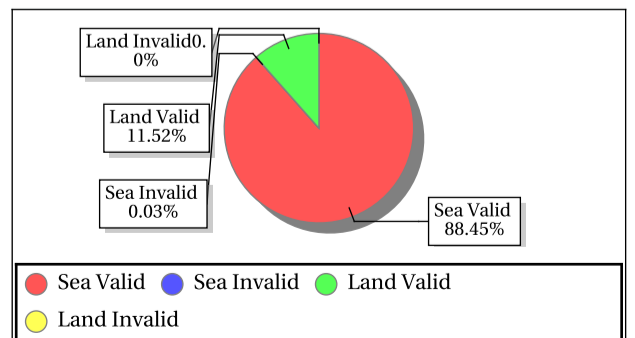 Land Invalid0.
0%
Land Valid
11.52%
Sea Invalid
0.03%
Sea Valid
88.45%
Sea Valid Sea Invalid Land Valid
Land Invalid